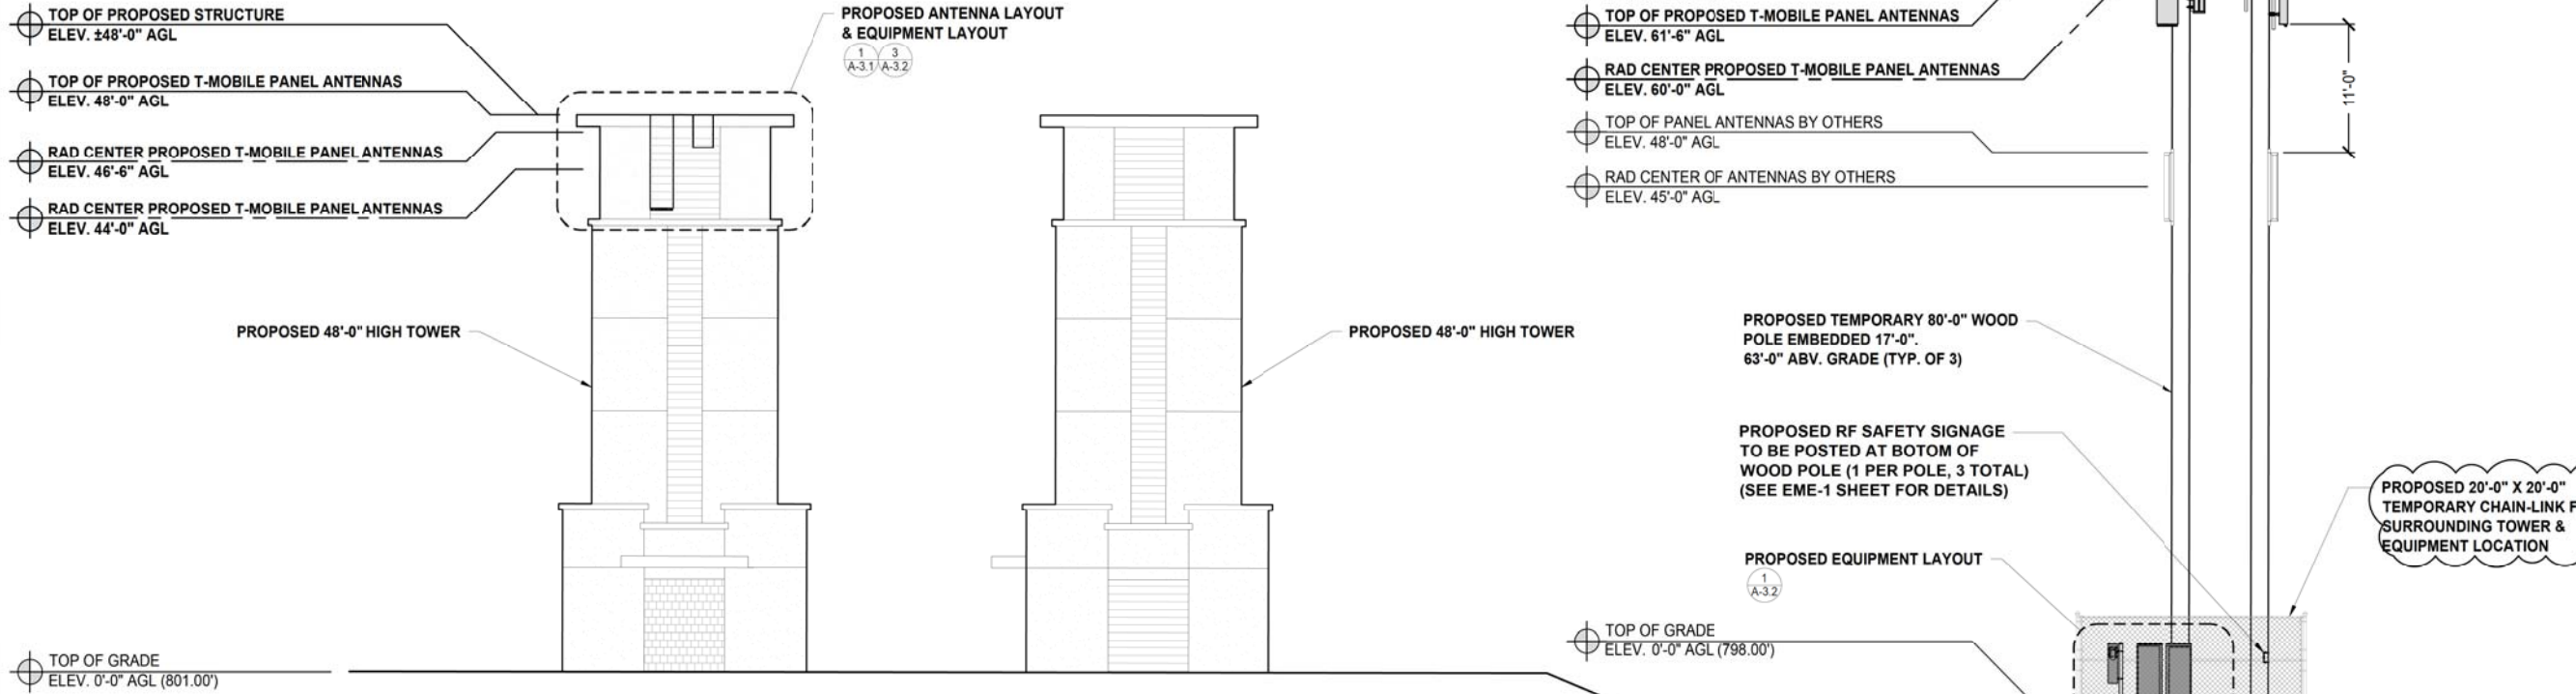 TOP OF PROPOSED STRUCTURE
ELEV. ±48'-0" AGL
TOP OF PROPOSED T-MOBILE PANEL ANTENNAS
ELEV. 48'-0" AGL
RAD CENTER PROPOSED T-MOBILE PANEL ANTENNAS
ELEV. 46'-6" AGL
RAD CENTER PROPOSED T-MOBILE PANEL ANTENNAS
ELEV. 44'-0" AGL
PROPOSED ANTENNA LAYOUT
& EQUIPMENT LAYOUT
1 3
A-3.1 A-3.2
PROPOSED 48'-0" HIGH TOWER
PROPOSED 48'-0" HIGH TOWER
TOP OF GRADE
ELEV. 0'-0" AGL (801.00')
TOP OF PROPOSED T-MOBILE PANEL ANTENNAS
ELEV. 61'-6" AGL
RAD CENTER PROPOSED T-MOBILE PANEL ANTENNAS
ELEV. 60'-0" AGL
TOP OF PANEL ANTENNAS BY OTHERS
ELEV. 48'-0" AGL
RAD CENTER OF ANTENNAS BY OTHERS
ELEV. 45'-0" AGL
11'-0"
PROPOSED TEMPORARY 80'-0" WOOD
POLE EMBEDDED 17'-0".
63'-0" ABV. GRADE (TYP. OF 3)
PROPOSED RF SAFETY SIGNAGE
TO BE POSTED AT BOTOM OF
WOOD POLE (1 PER POLE, 3 TOTAL)
(SEE EME-1 SHEET FOR DETAILS)
PROPOSED 20'-0" X 20'-0"
TEMPORARY CHAIN-LINK F
SURROUNDING TOWER &
EQUIPMENT LOCATION
PROPOSED EQUIPMENT LAYOUT
1
A-3.2
TOP OF GRADE
ELEV. 0'-0" AGL (798.00')